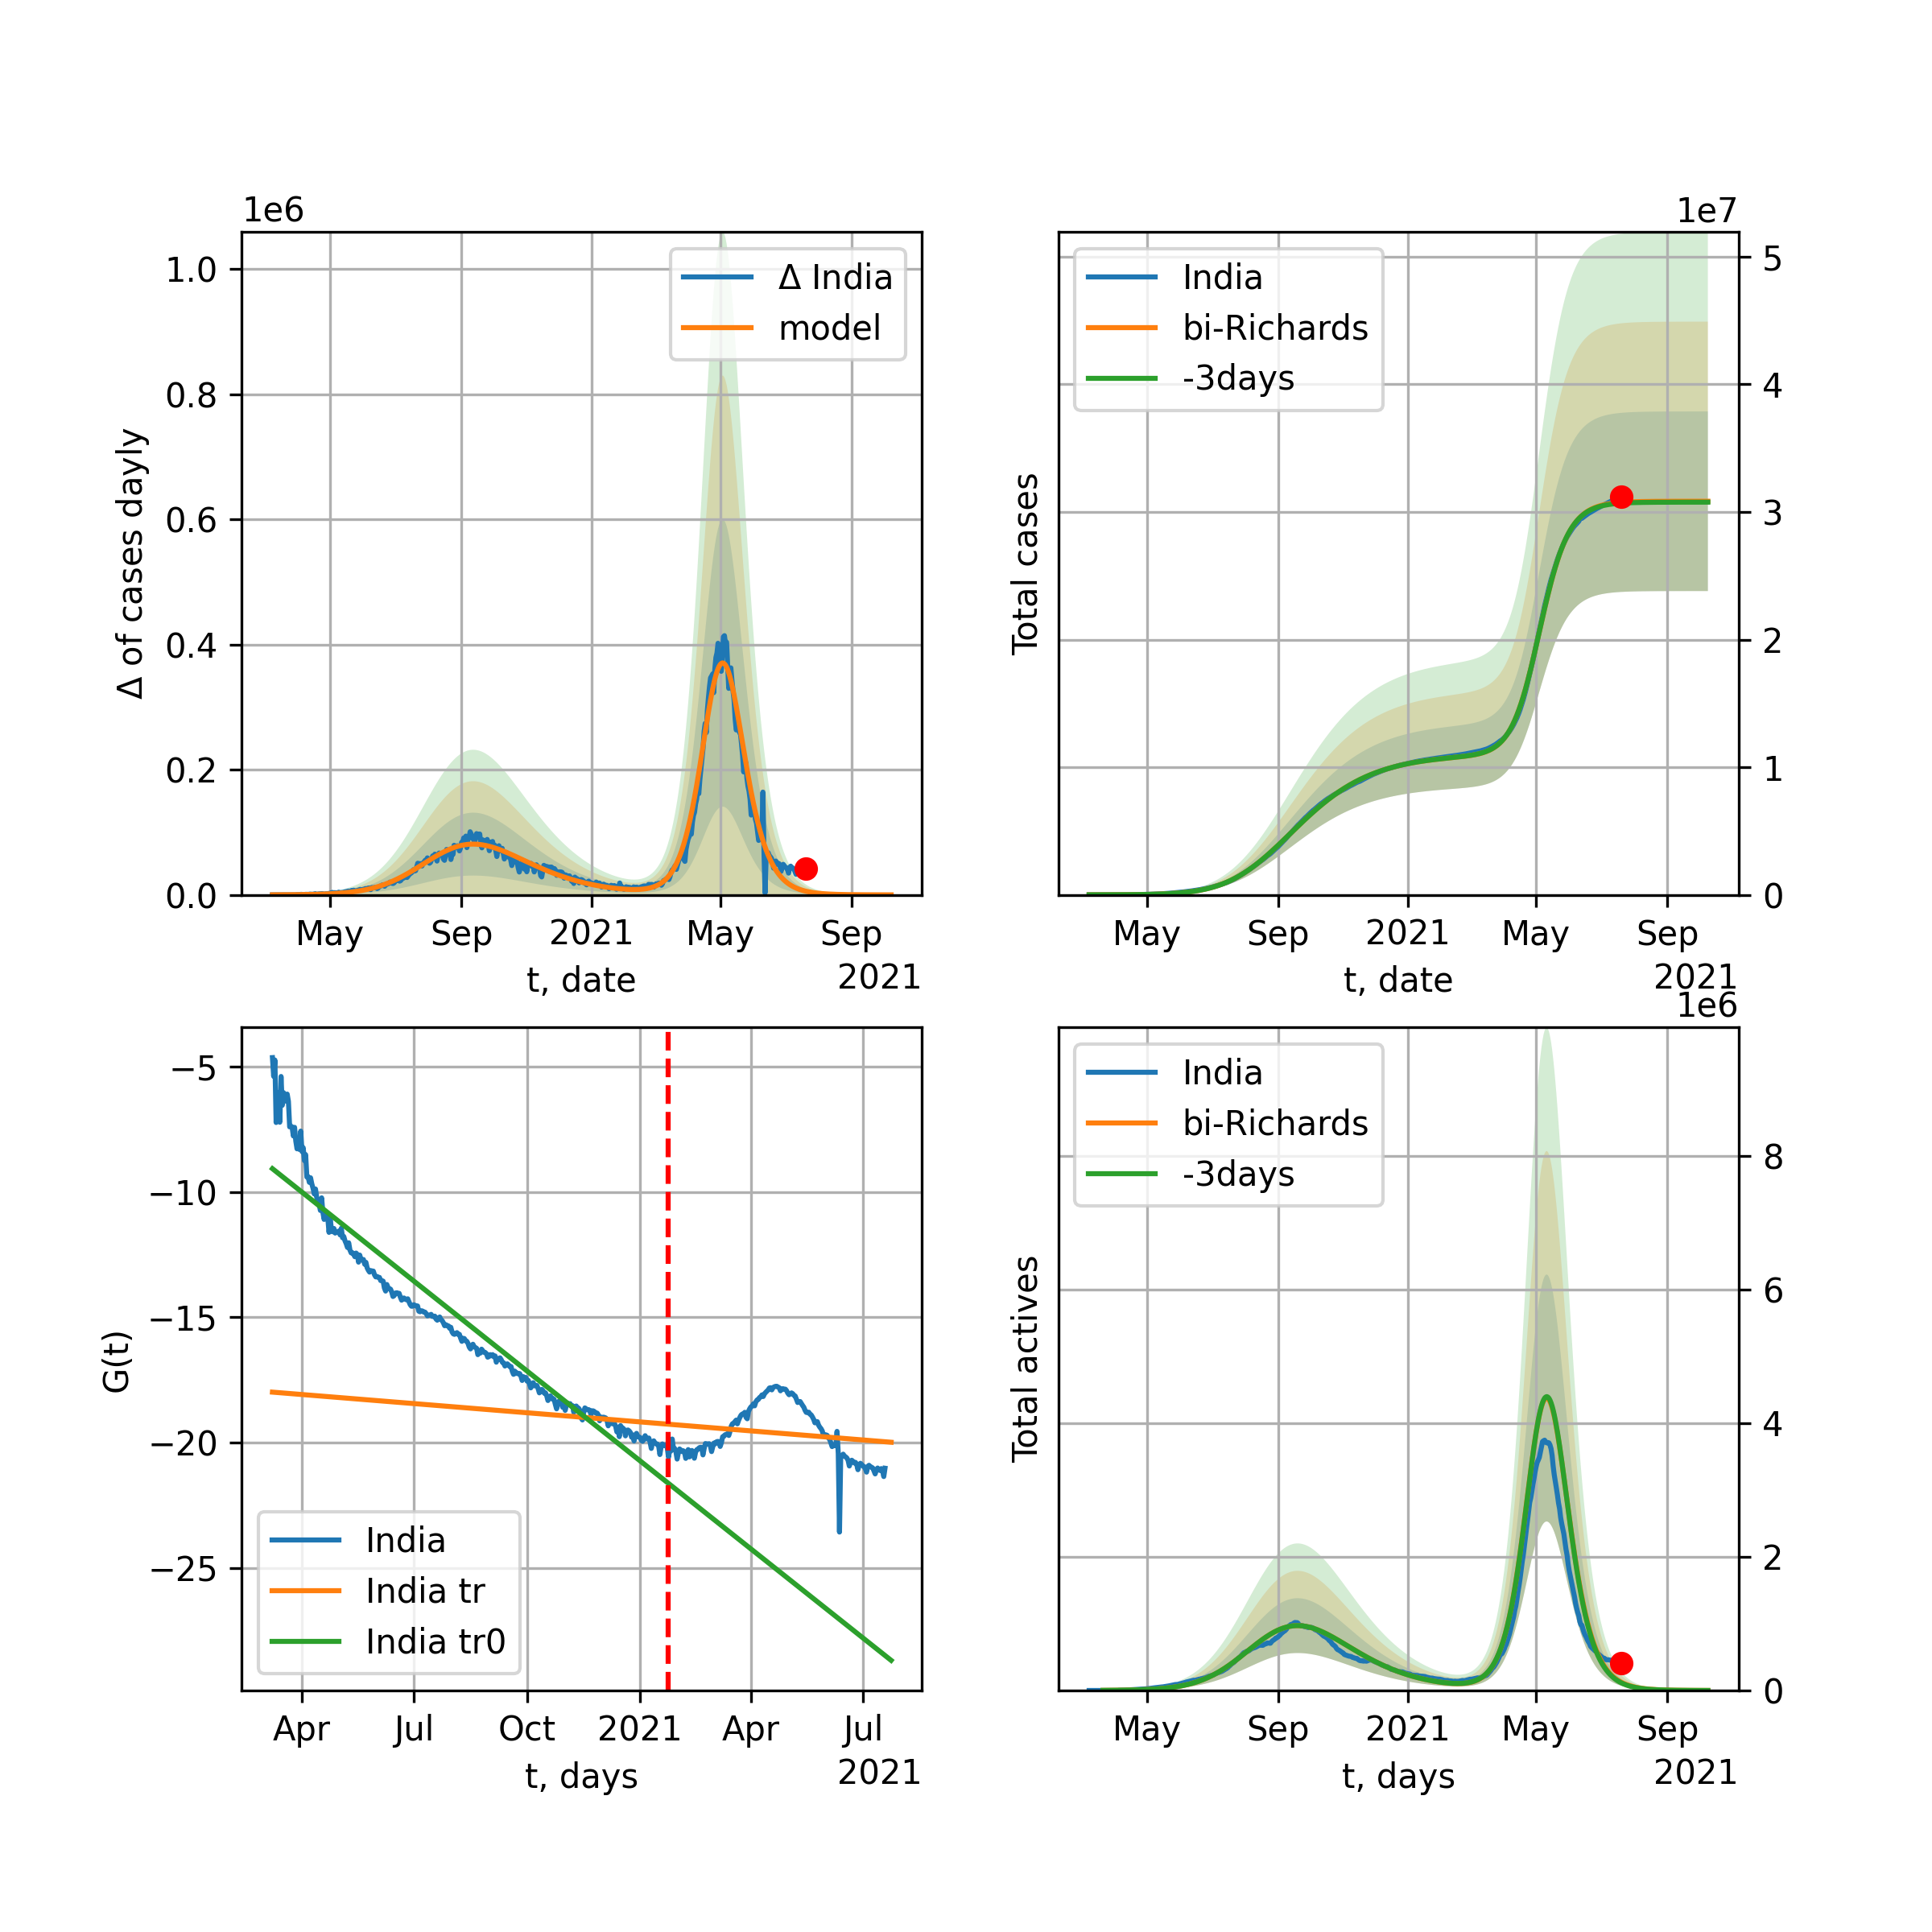 1e6
Δ of cases dayly
1.0
0.8
0.6
0.4
0.2
0.0
Δ India
model
May Sep 2021 May Sep
t, date
2021
1e7
Total cases
5
4
3
2
1
0
India
bi-Richards
-3days
May Sep 2021 May Sep
t, date
2021
G(t)
−5
−10
−15
−20
−25
India
India tr
India tr0
Apr Jul Oct 2021 Apr Jul
t, days
2021
1e6
Total actives
8
6
4
2
0
India
bi-Richards
-3days
May Sep 2021 May Sep
t, days
2021